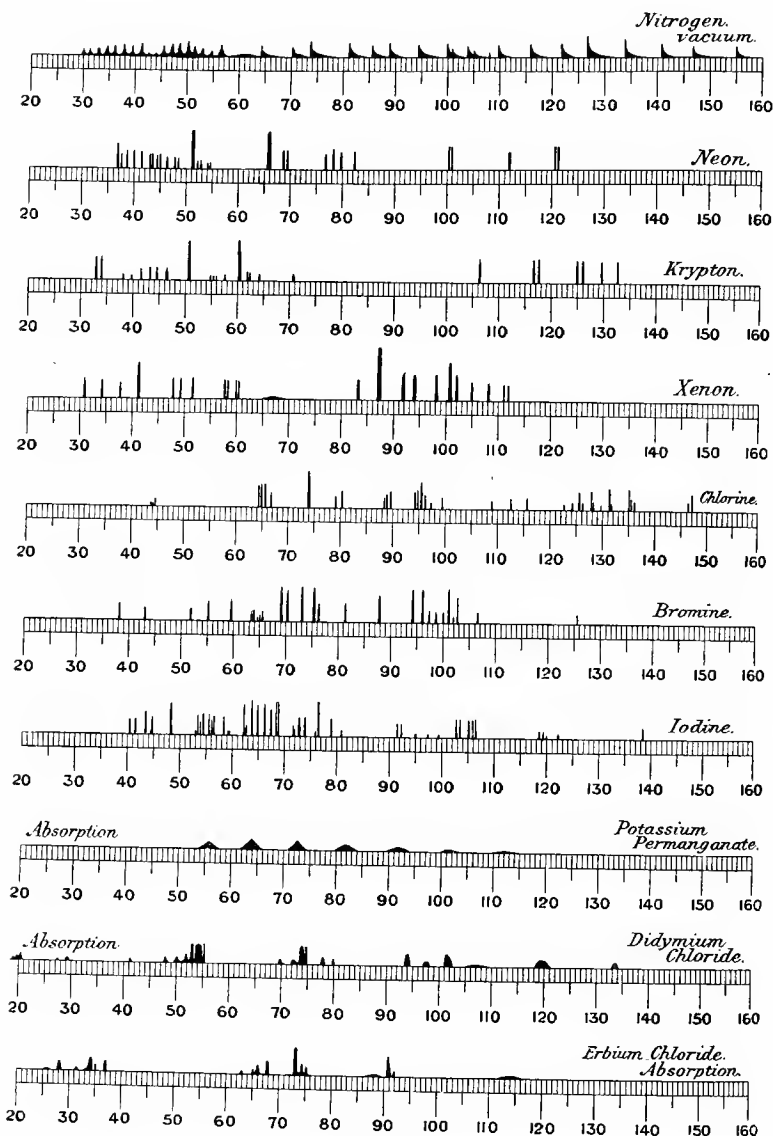 Nitrogen.
vacuum.
20 30 40 50 60 70 80 90 100 110 120 130 140 150 160
Neon.
20 30 40 50 60 70 80 90 100 110 120 130 140 150 160
Krypton.
20 30 40 50 60 70 80 90 100 110 120 130 140 150 160
Xenon.
20 30 40 50 60 70 80 90 100 110 120 130 140 150 160
Chlorine.
20 30 40 50 60 70 80 90 100 110 120 130 140 150 160
Bromine.
20 30 40 50 60 70 80 90 100 110 120 130 140 150 160
Iodine.
20 30 40 50 60 70 80 90 100 110 120 130 140 150 160
Absorption Potassium
Permanganate.
20 30 40 50 60 70 80 90 100 110 120 130 140 150 160
Absorption Didymium
Chloride.
20 30 40 50 60 70 80 90 100 110 120 130 140 150 160
Erbium Chloride.
Absorption.
20 30 40 50 60 70 80 90 100 110 120 130 140 150 160